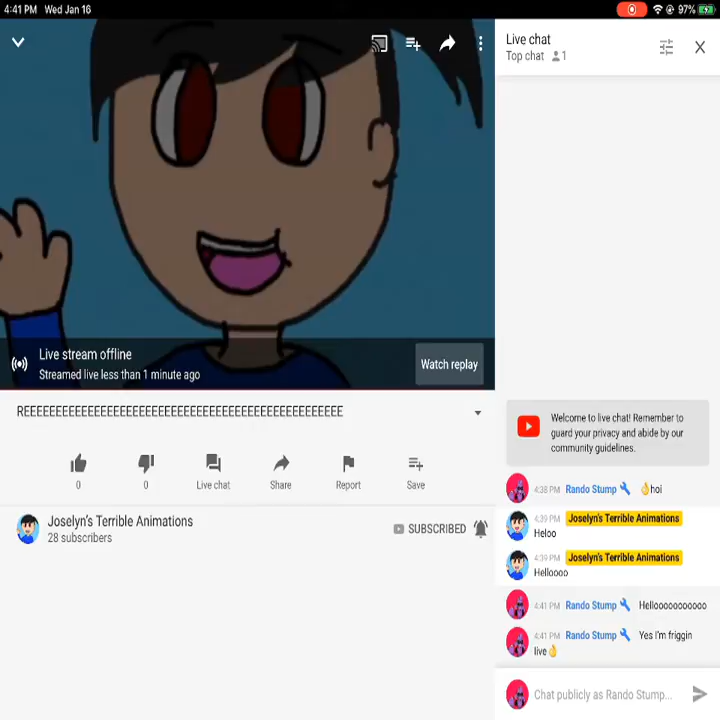 4:41 PM Wed Jan 16
97%
Live stream offline
Streamed live less than 1 minute ago
Watch replay
REEEEEEEEEEEEEEEEEEEEEEEEEEEEEEEEEEEEEEEEEEEEEEEE
0
0
Live chat
Share
Report
Save
Joselyn's Terrible Animations
28 subscribers
SUBSCRIBED
Live chat
Top chat 1
Welcome to live chat! Remember to
guard your privacy and abide by our
community guidelines.
4:38 PM Rando Stump 👌hoi
4:39 PM Joselyn's Terrible Animations
Heloo
4:39 PM Joselyn's Terrible Animations
Helloooo
4:41 PM Rando Stump Helloooooooooo
4:41 PM Rando Stump Yes I'm friggin
live👌
Chat publicly as Rando Stump...